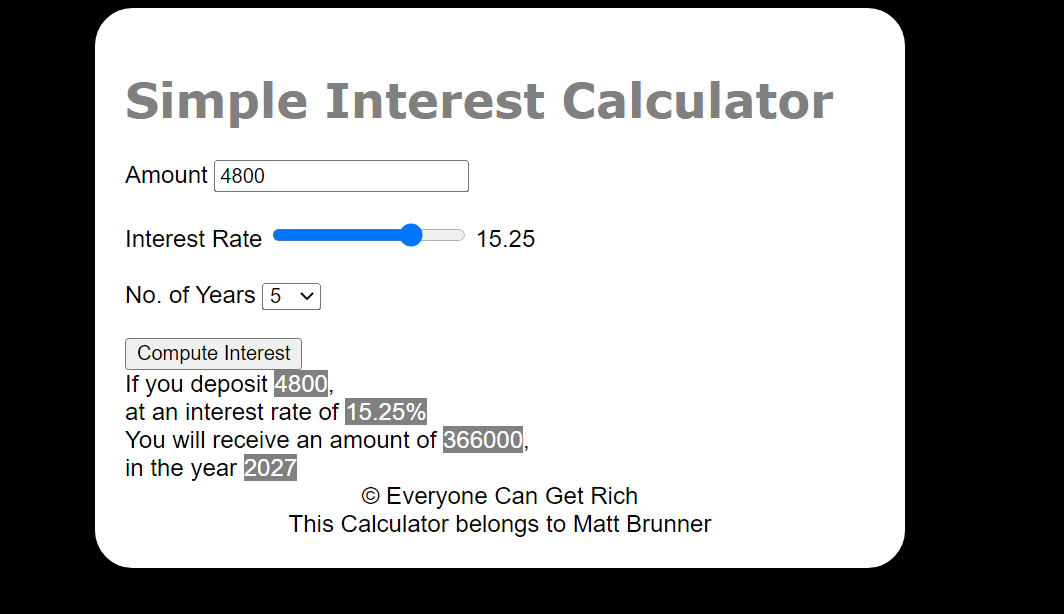 Simple Interest Calculator
Amount 4800
Interest Rate 15.25
No. of Years 5
Compute Interest
If you deposit 4800,
at an interest rate of 15.25%
You will receive an amount of 366000,
in the year 2027
© Everyone Can Get Rich
This Calculator belongs to Matt Brunner